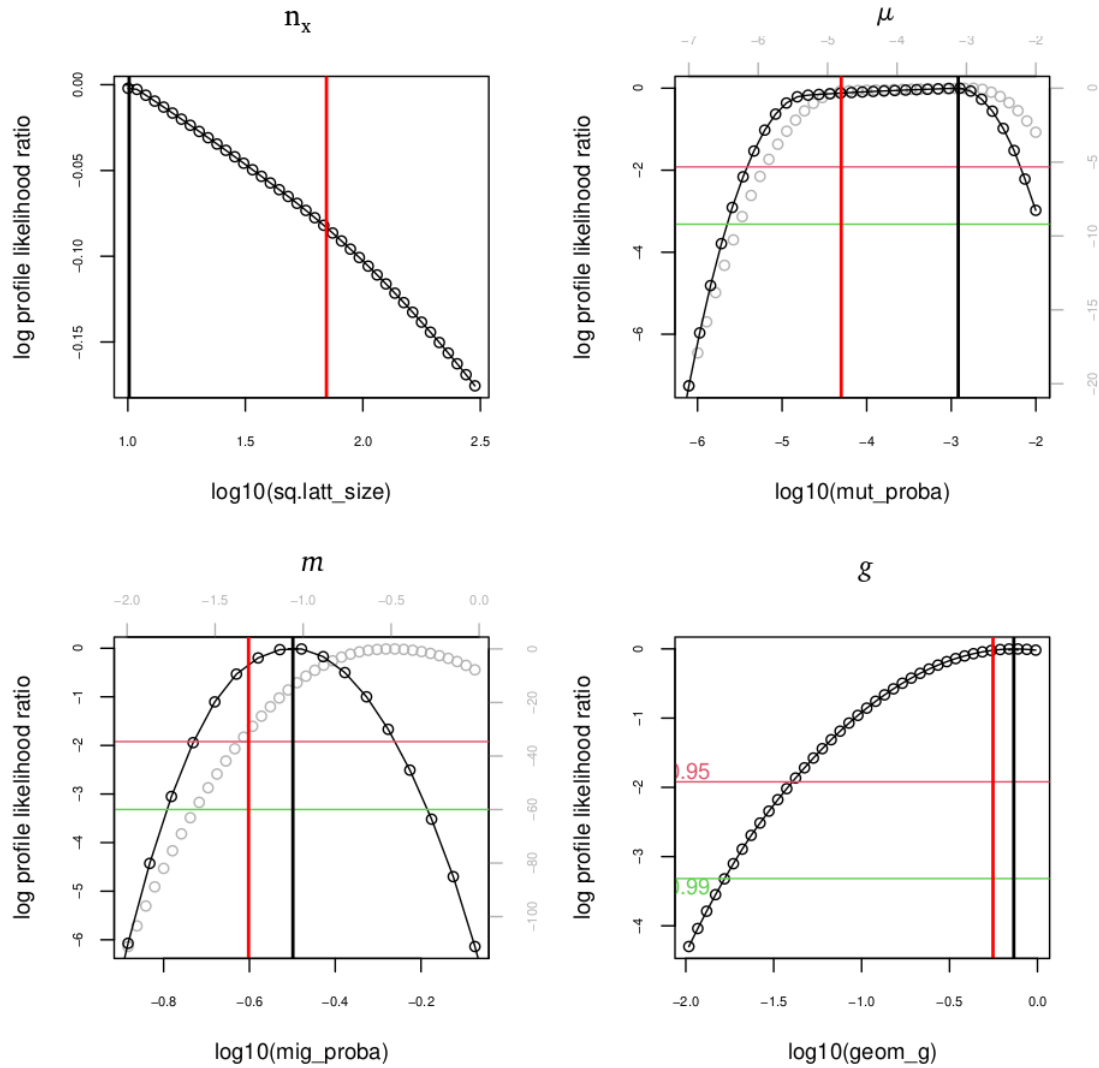 n_x
0.00
−0.05
−0.10
−0.15
log profile likelihood ratio
1.0 1.5 2.0 2.5
log10(sq.latt_size)
μ
−7 −6 −5 −4 −3 −2
0
−2
−4
−6
log profile likelihood ratio
0
−5
−10
−15
−20
−6 −5 −4 −3 −2
log10(mut_proba)
m
−2.0 −1.5 −1.0 −0.5 0.0
0
−1
−2
−3
−4
−5
−6
log profile likelihood ratio
0
−20
−40
−60
−80
−100
−0.8 −0.6 −0.4 −0.2
log10(mig_proba)
g
0
−1
−2
−3
−4
log profile likelihood ratio
0.95
0.99
−2.0 −1.5 −1.0 −0.5 0.0
log10(geom_g)